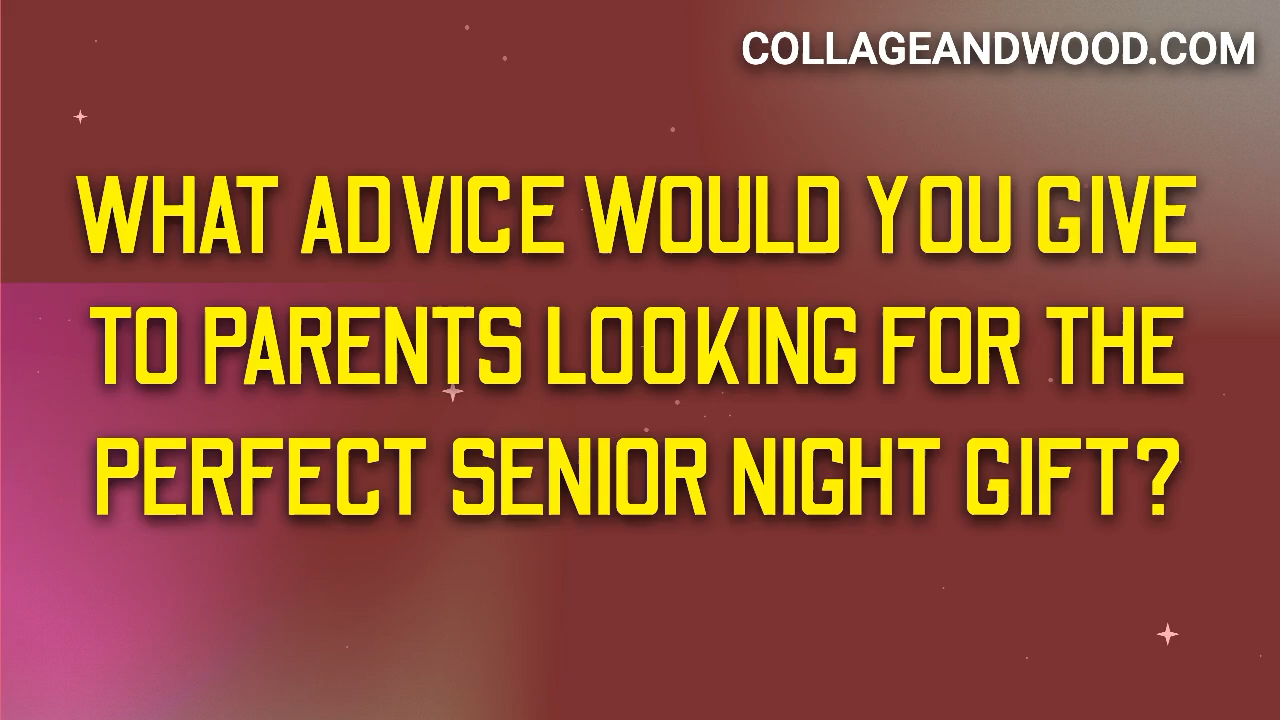 COLLAGEANDWOOD.COM
WHAT ADVICE WOULD YOU GIVE
TO PARENTS LOOKING FOR THE
PERFECT SENIOR NIGHT GIFT?